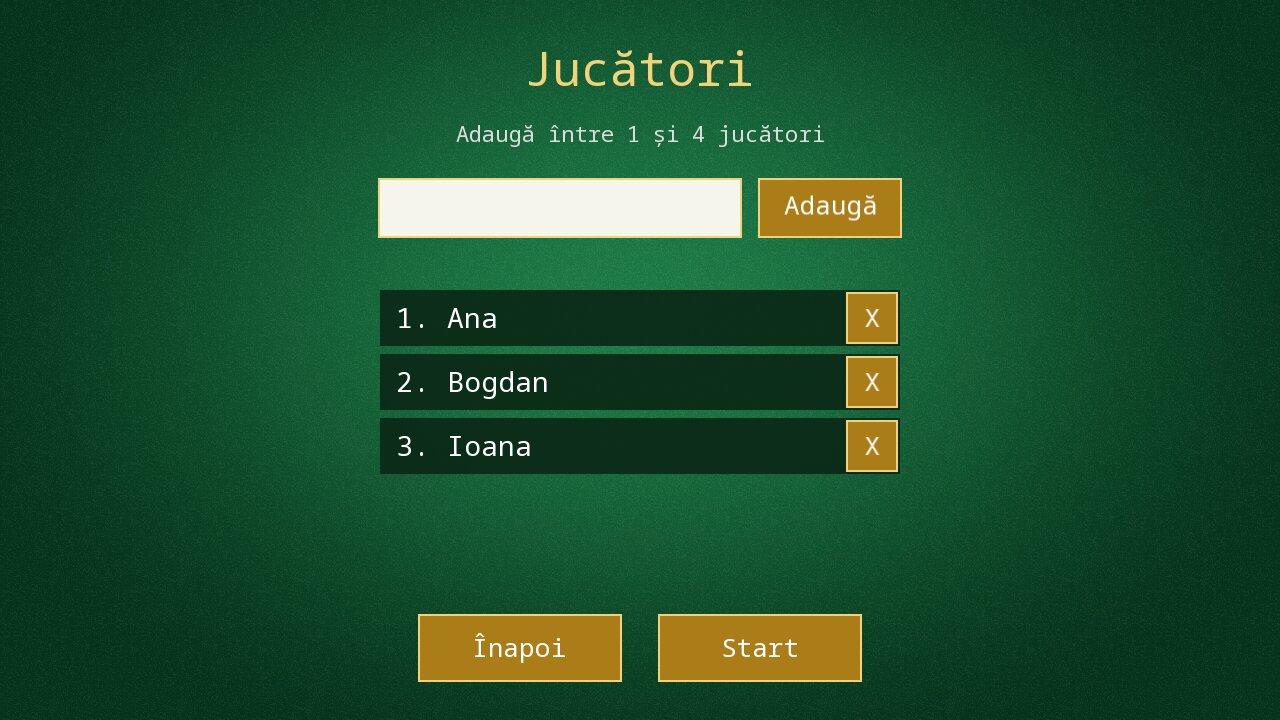 Jucători
Adaugă între 1 și 4 jucători
Adaugă
1. Ana X
2. Bogdan X
3. Ioana X
Înapoi Start